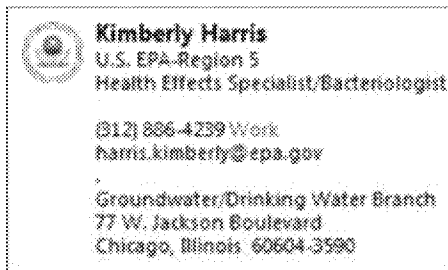 Kimberly Harris
U.S. EPA-Region 5
Health Effects Specialist/Bacteriologist
(312) 886-4239 Work
harris.kimberly@epa.gov
Groundwater/Drinking Water Branch
77 W. Jackson Boulevard
Chicago, Illinois 60604-3590